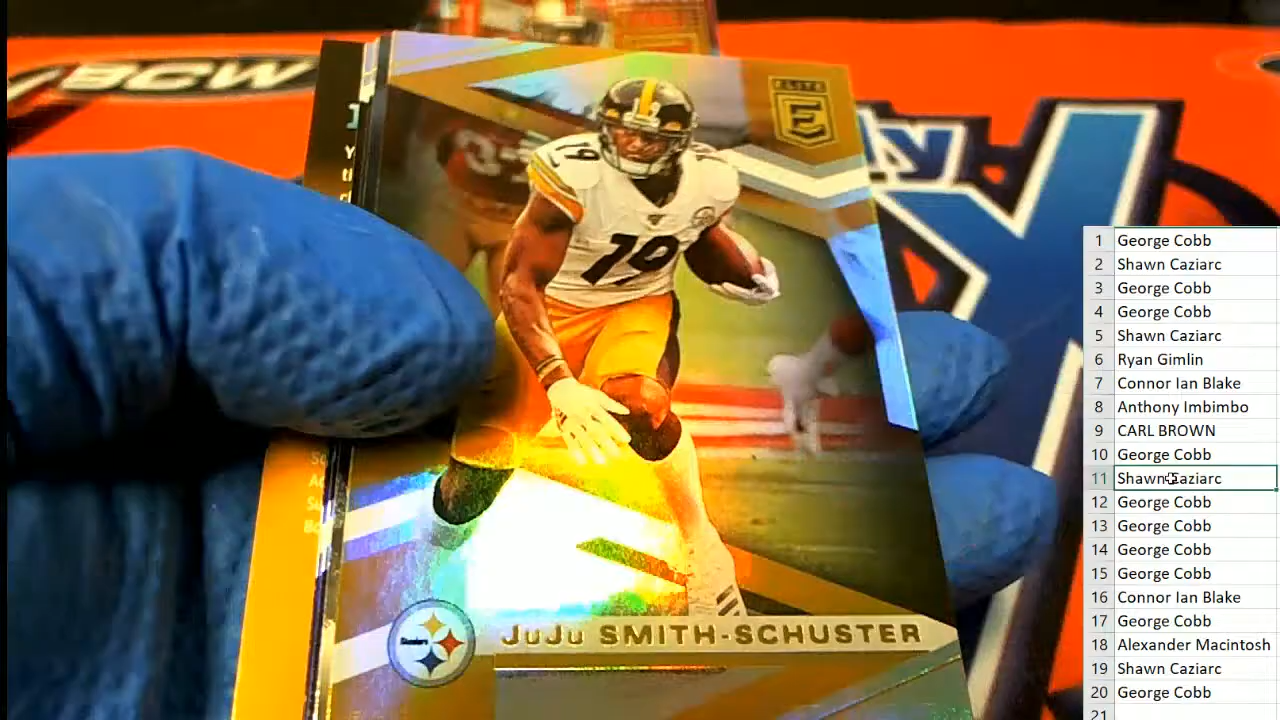 BCW
ELITE
E
19
19
Steelers
JuJu SMITH-SCHUSTER
1 George Cobb
2 Shawn Caziarc
3 George Cobb
4 George Cobb
5 Shawn Caziarc
6 Ryan Gimlin
7 Connor Ian Blake
8 Anthony Imbimbo
9 CARL BROWN
10 George Cobb
11 Shawn Caziarc
12 George Cobb
13 George Cobb
14 George Cobb
15 George Cobb
16 Connor Ian Blake
17 George Cobb
18 Alexander Macintosh
19 Shawn Caziarc
20 George Cobb
21